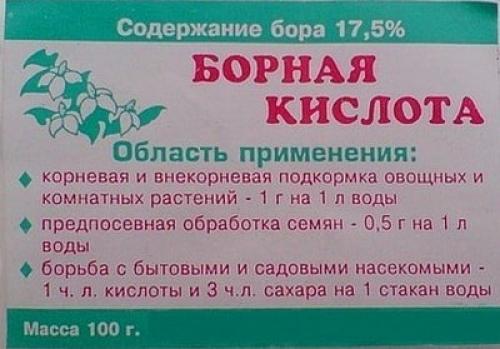 Содержание бора 17,5%
БОРНАЯ
КИСЛОТА
Область применения:
корневая и внекорневая подкормка овощных и
комнатных растений - 1 г на 1 л воды
предпосевная обработка семян - 0,5 г на 1 л
воды
борьба с бытовыми и садовыми насекомыми -
1 ч. л. кислоты и 3 ч.л. сахара на 1 стакан воды
Масса 100 г.